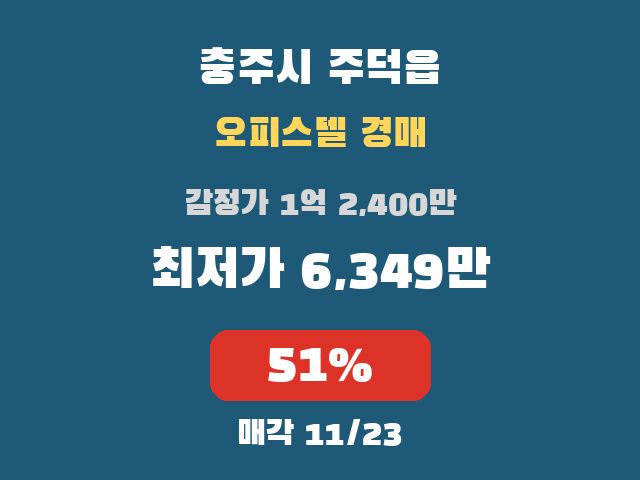 충주시 주덕읍
오피스텔 경매
감정가 1억 2,400만
최저가 6,349만
51%
매각 11/23